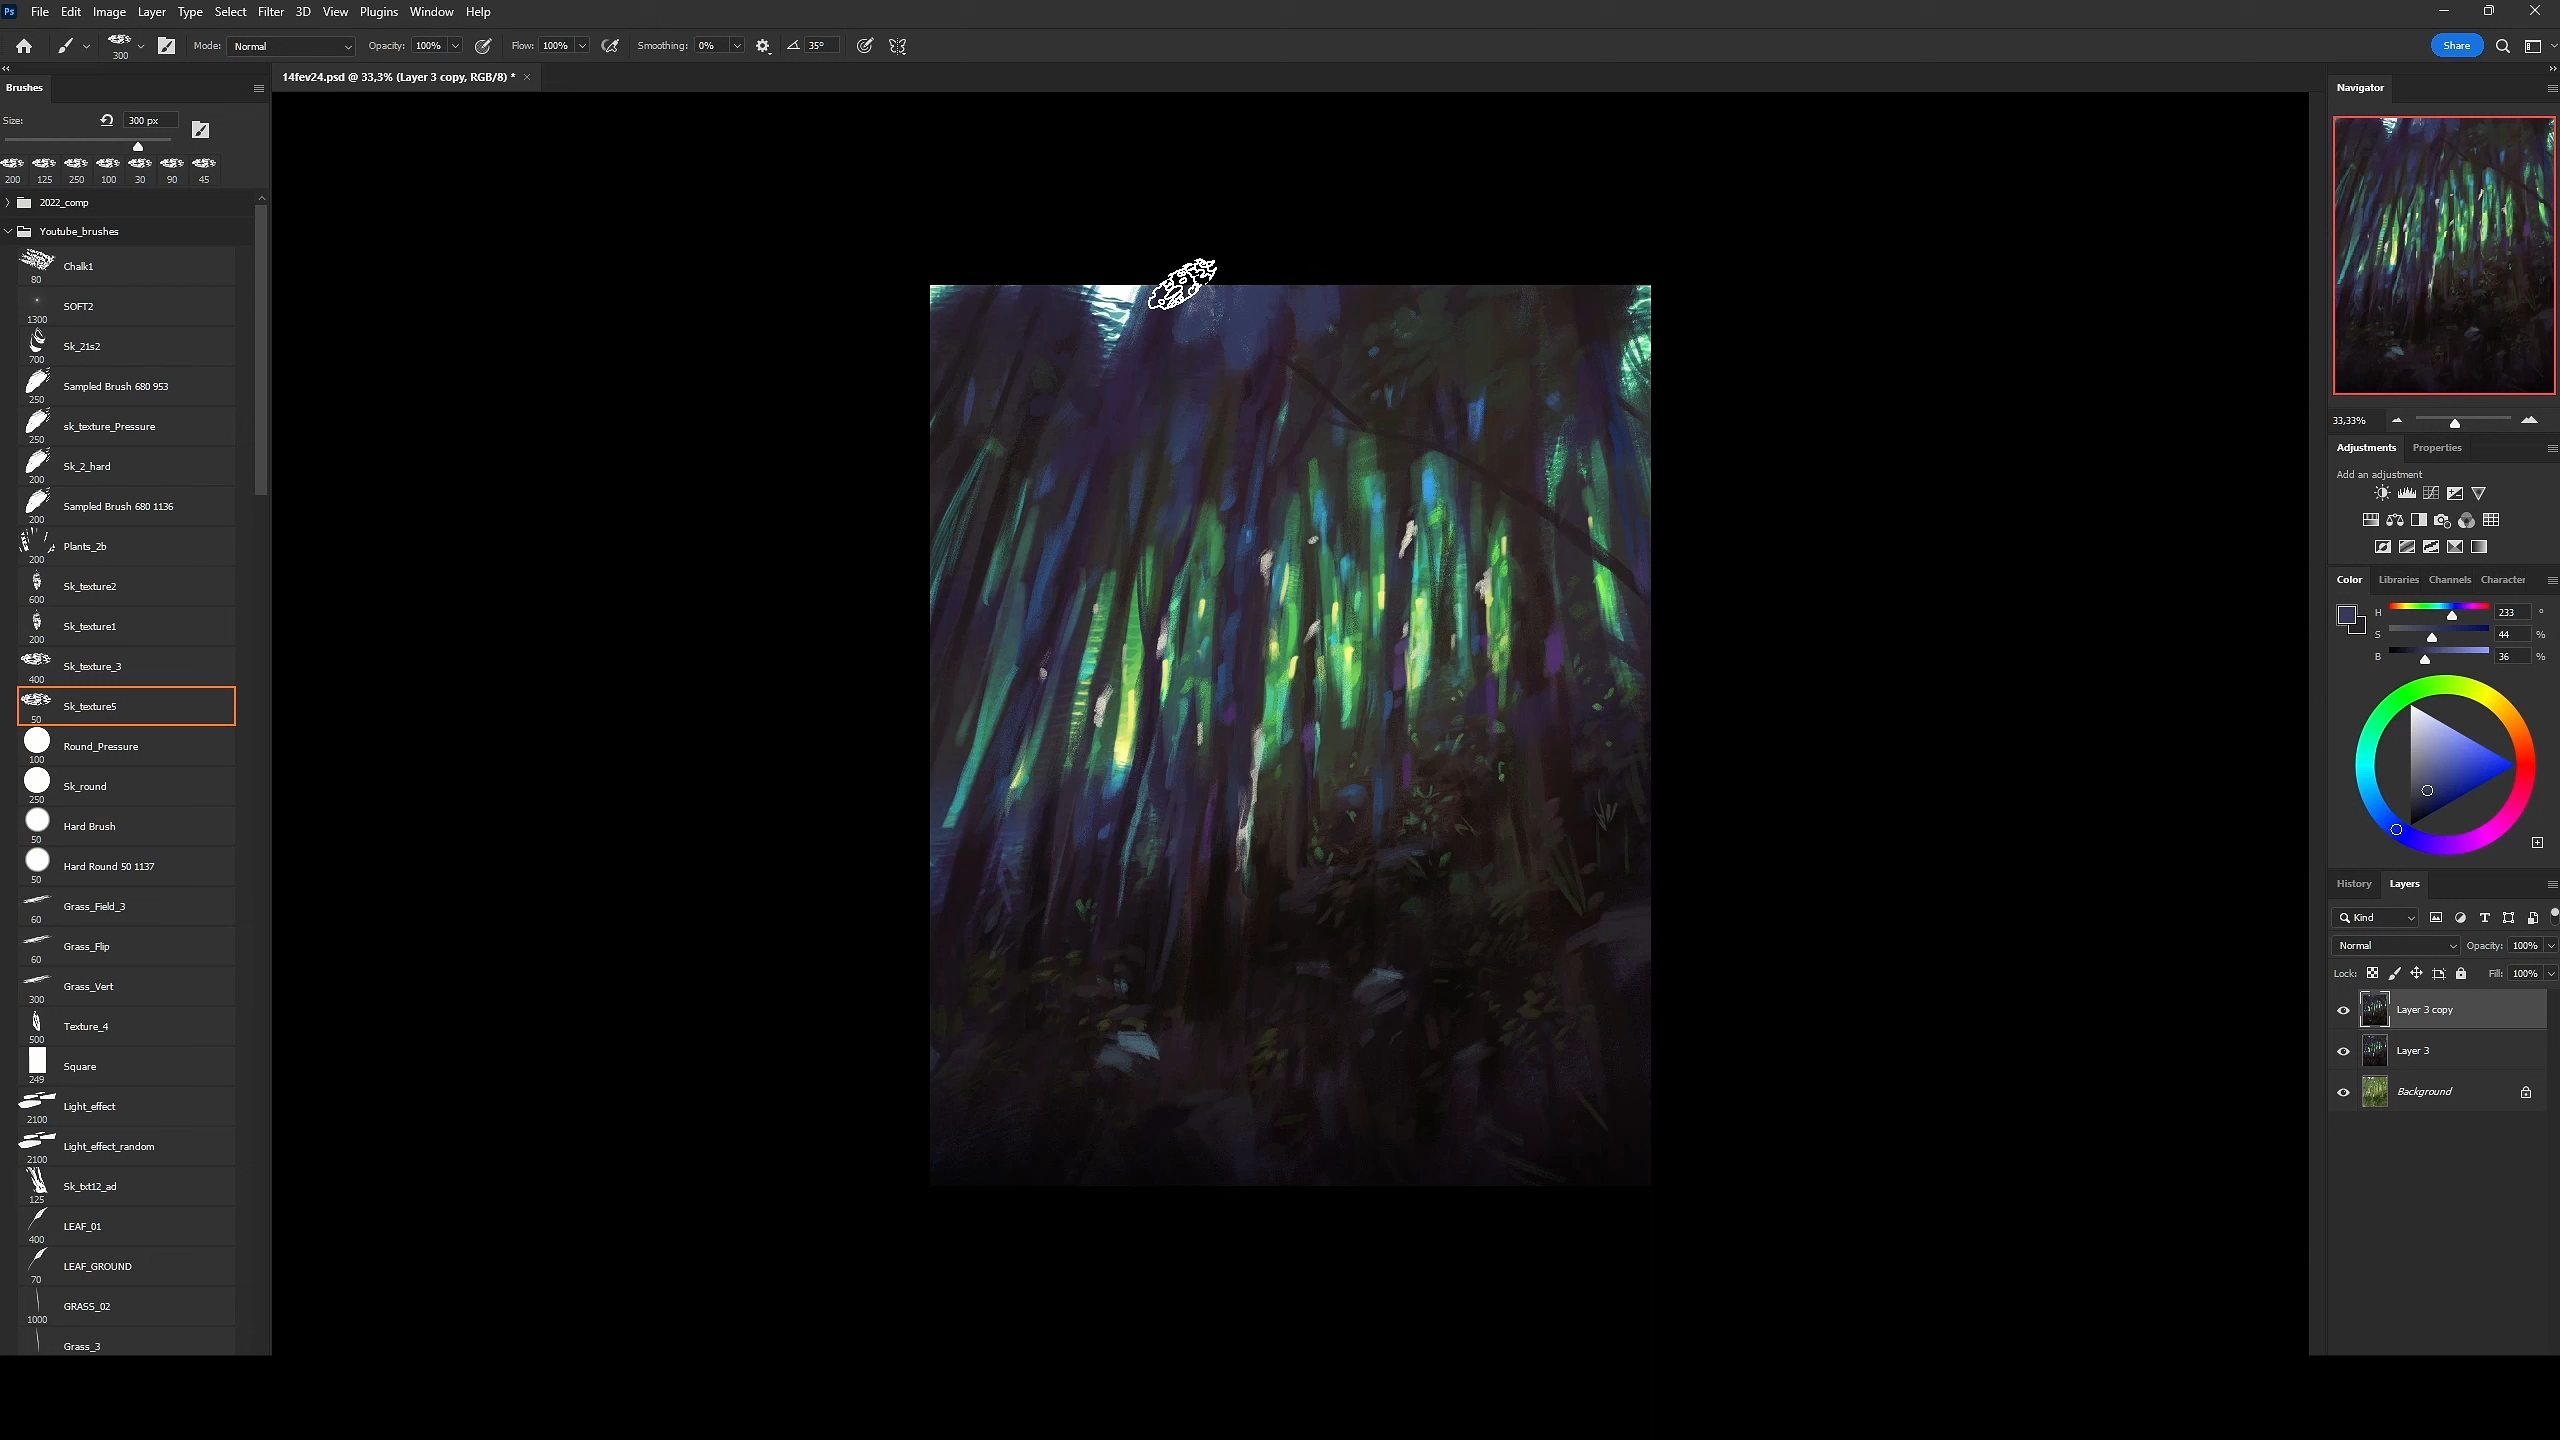 Ps File Edit Image Layer Type Select Filter 3D View Plugins Window Help
300 Mode: Normal Opacity: 100% Flow: 100% Smoothing: 0% 35° Share
14fev24.psd @ 33,3% (Layer 3 copy, RGB/8) *
Brushes
Size: 300 px
200 125 250 100 30 90 45
2022_comp
Youtube_brushes
Chalk1
80
SOFT2
1300
Sk_21s2
700
Sampled Brush 680 953
250
sk_texture_Pressure
250
Sk_2_hard
200
Sampled Brush 680 1136
200
Plants_2b
200
Sk_texture2
600
Sk_texture1
200
Sk_texture_3
400
Sk_texture5
50
Round_Pressure
100
Sk_round
250
Hard Brush
50
Hard Round 50 1137
50
Grass_Field_3
60
Grass_Flip
60
Grass_Vert
300
Texture_4
500
Square
249
Light_effect
2100
Light_effect_random
2100
Sk_txt12_ad
125
LEAF_01
400
LEAF_GROUND
70
GRASS_02
1000
Grass_3
Navigator
33,33%
Adjustments Properties
Add an adjustment
Color Libraries Channels Character
H 233 °
S 44 %
B 36 %
History Layers
Kind
Normal Opacity: 100%
Lock: Fill: 100%
Layer 3 copy
Layer 3
Background